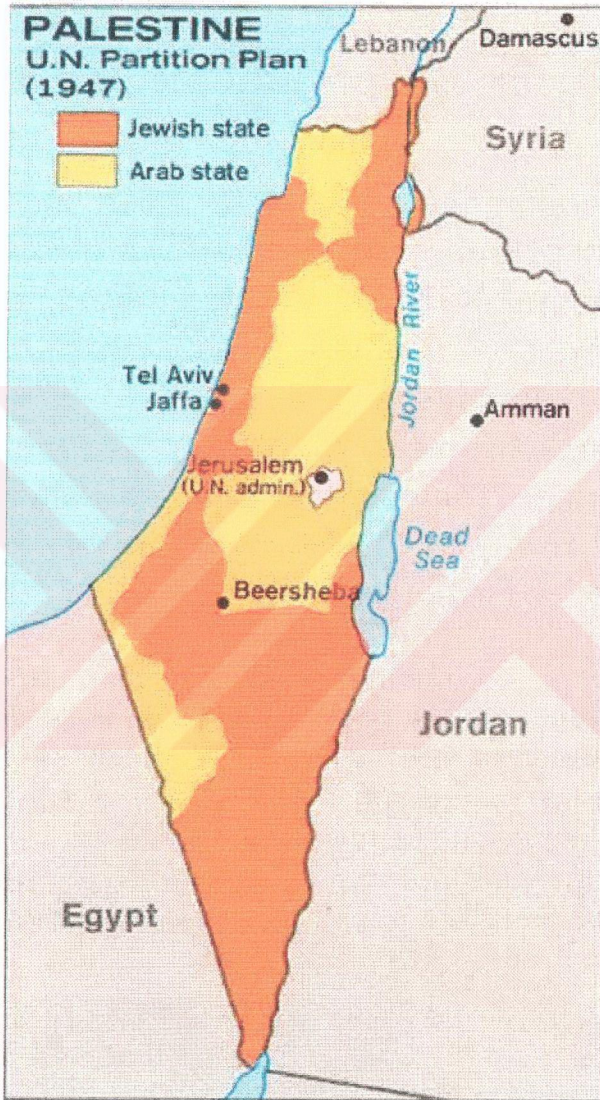 PALESTINE
U.N. Partition Plan
(1947)
Jewish state
Arab state
Lebanon
Damascus
Syria
Jordan River
Tel Aviv
Jaffa
Amman
Jerusalem
(U.N. admin.)
Dead
Sea
Beersheba
Jordan
Egypt